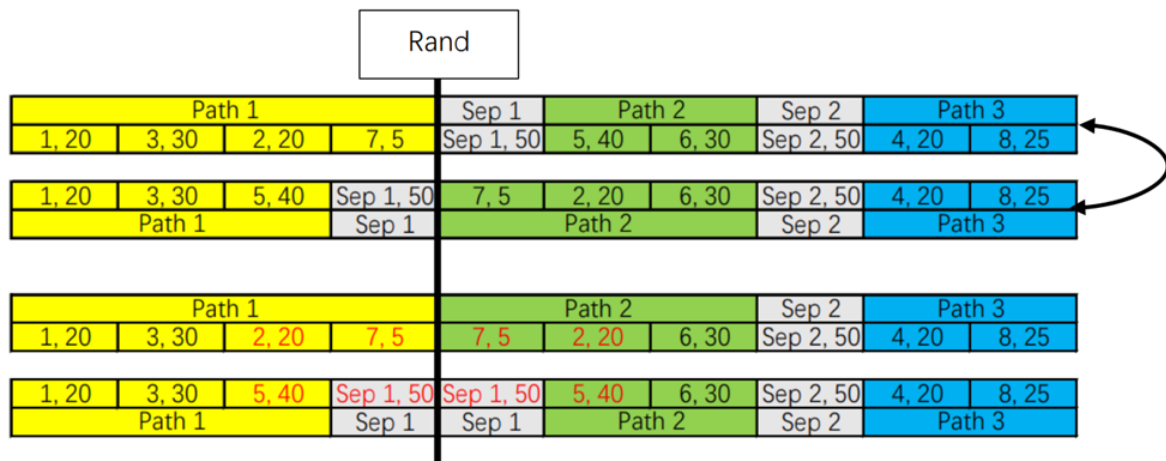 Rand
Path 1 Sep 1 Path 2 Sep 2 Path 3
1, 20 3, 30 2, 20 7, 5 Sep 1, 50 5, 40 6, 30 Sep 2, 50 4, 20 8, 25
1, 20 3, 30 5, 40 Sep 1, 50 7, 5 2, 20 6, 30 Sep 2, 50 4, 20 8, 25
Path 1 Sep 1 Path 2 Sep 2 Path 3
Path 1 Path 2 Sep 2 Path 3
1, 20 3, 30 2, 20 7, 5 7, 5 2, 20 6, 30 Sep 2, 50 4, 20 8, 25
1, 20 3, 30 5, 40 Sep 1, 50 Sep 1, 50 5, 40 6, 30 Sep 2, 50 4, 20 8, 25
Path 1 Sep 1 Sep 1 Path 2 Sep 2 Path 3